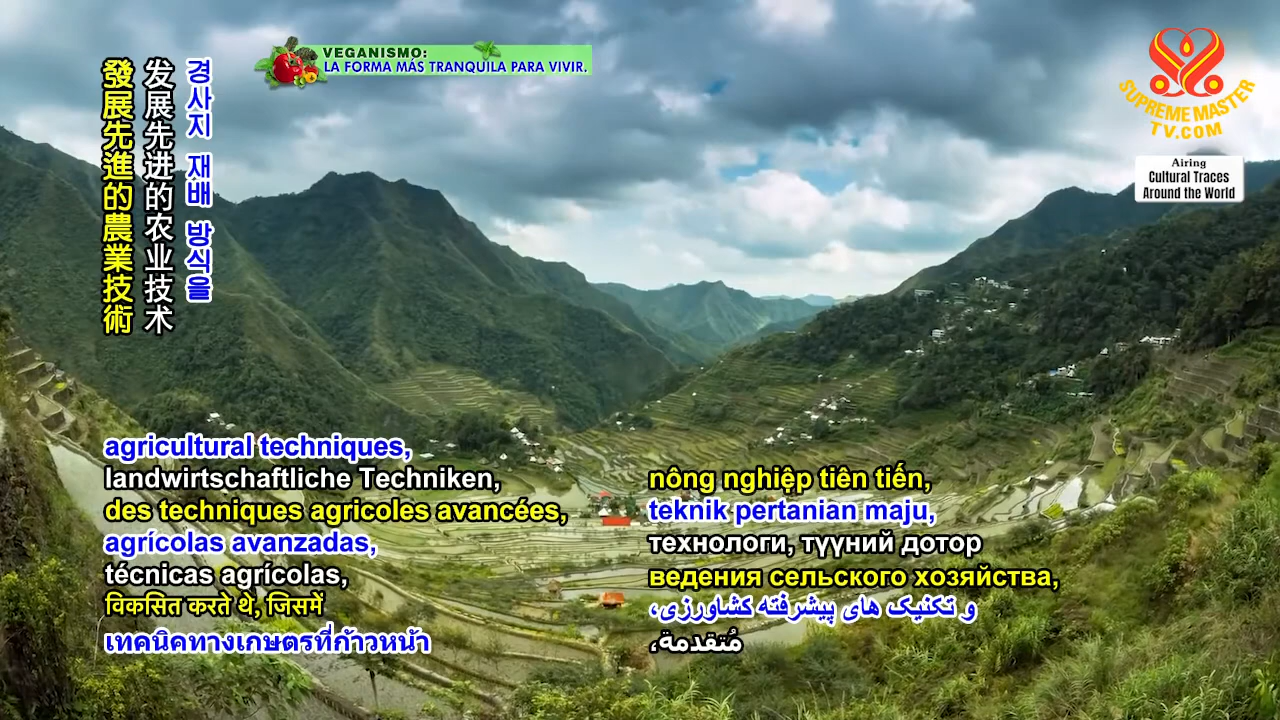 VEGANISMO:
LA FORMA MÁS TRANQUILA PARA VIVIR.
SUPREME MASTER
TV.COM
Airing
Cultural Traces
Around the World
경사지 재배 방식을
发展先进的农业技术
發展先進的農業技術
agricultural techniques,
landwirtschaftliche Techniken,
des techniques agricoles avancées,
agrícolas avanzadas,
técnicas agrícolas,
विकसित करते थे, जिसमें
เทคนิคทางเกษตรที่ก้าวหน้า
nông nghiệp tiên tiến,
teknik pertanian maju,
технологи, түүний дотор
ведения сельского хозяйства,
و تکنیک های پیشرفته کشاورزی،
مُتقدمة،